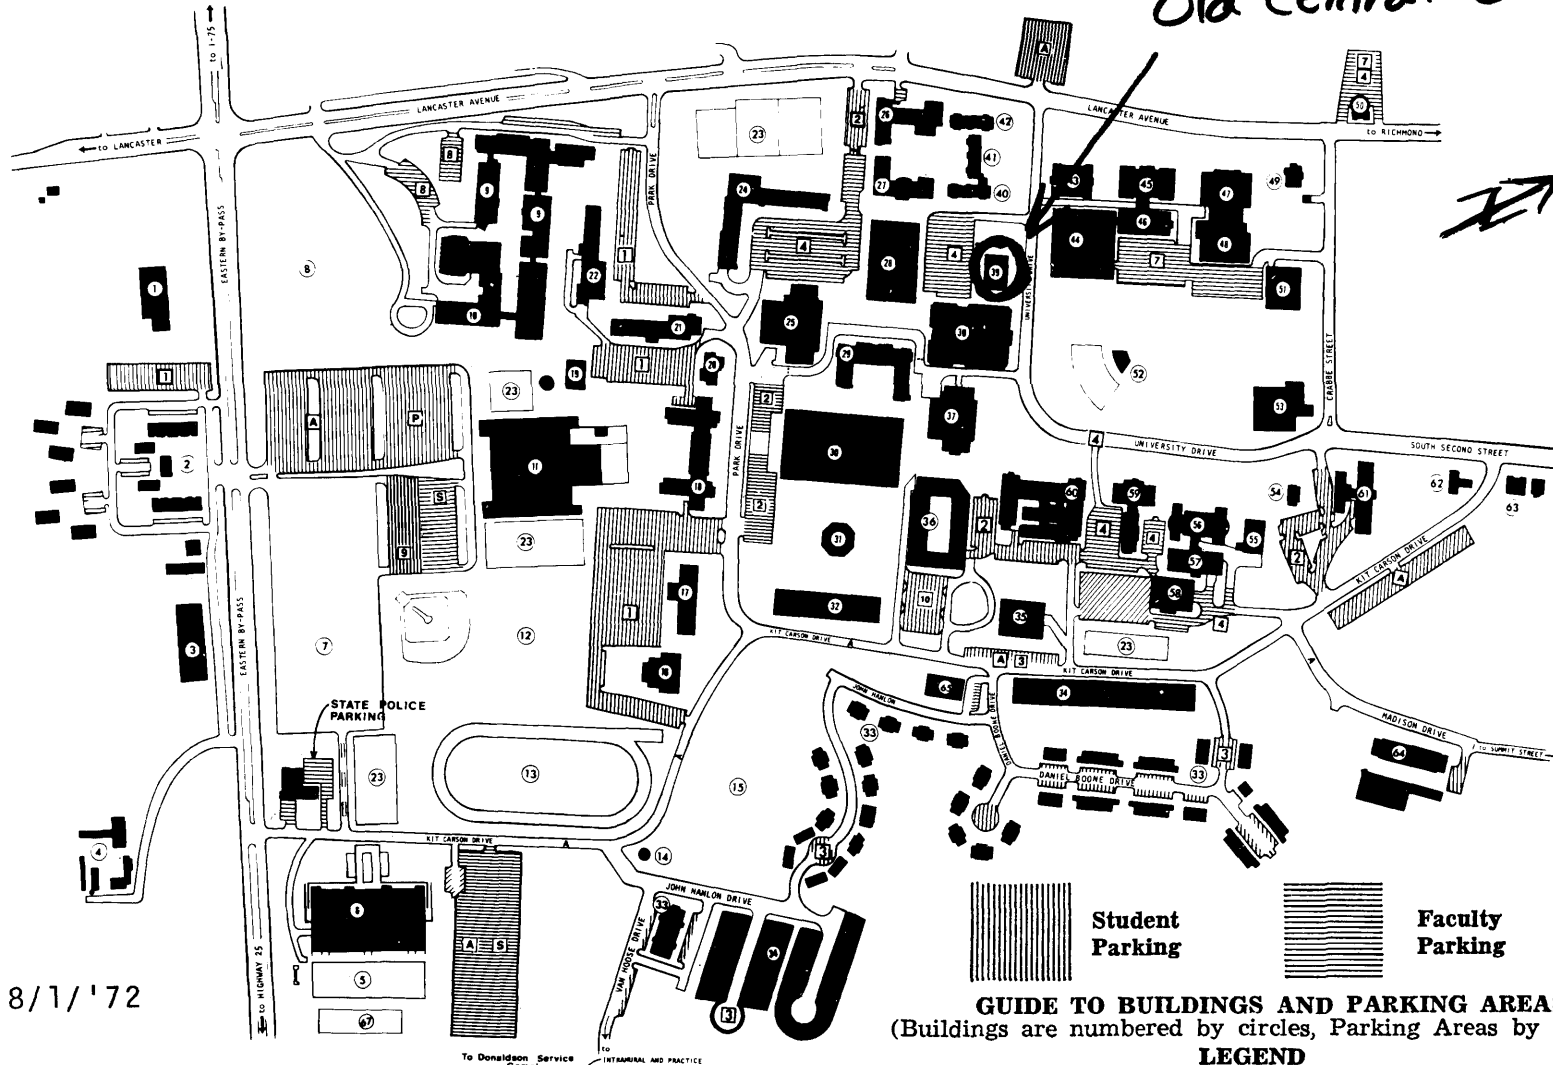 Old Central
to I-75
LANCASTER AVENUE
LANCASTER AVENUE
to LANCASTER
to RICHMOND
EASTERN BY-PASS
PARK DRIVE
UNIVERSITY DRIVE
CRABBE STREET
PARK DRIVE
UNIVERSITY DRIVE
SOUTH SECOND STREET
KIT CARSON DRIVE
EASTERN BY-PASS
KIT CARSON DRIVE
KIT CARSON DRIVE
JOHN HANLON
DANIEL BOONE DRIVE
MADISON DRIVE
to SUMMIT STREET
STATE POLICE
PARKING
DANIEL BOONE DRIVE
KIT CARSON DRIVE
JOHN HANLON DRIVE
VAN HOOSE DRIVE
Student
Parking
Faculty
Parking
to HIGHWAY 25
8/1/'72
GUIDE TO BUILDINGS AND PARKING AREA
(Buildings are numbered by circles, Parking Areas by
LEGEND
To Donaldson Service
to
INTRAMURAL AND PRACTICE